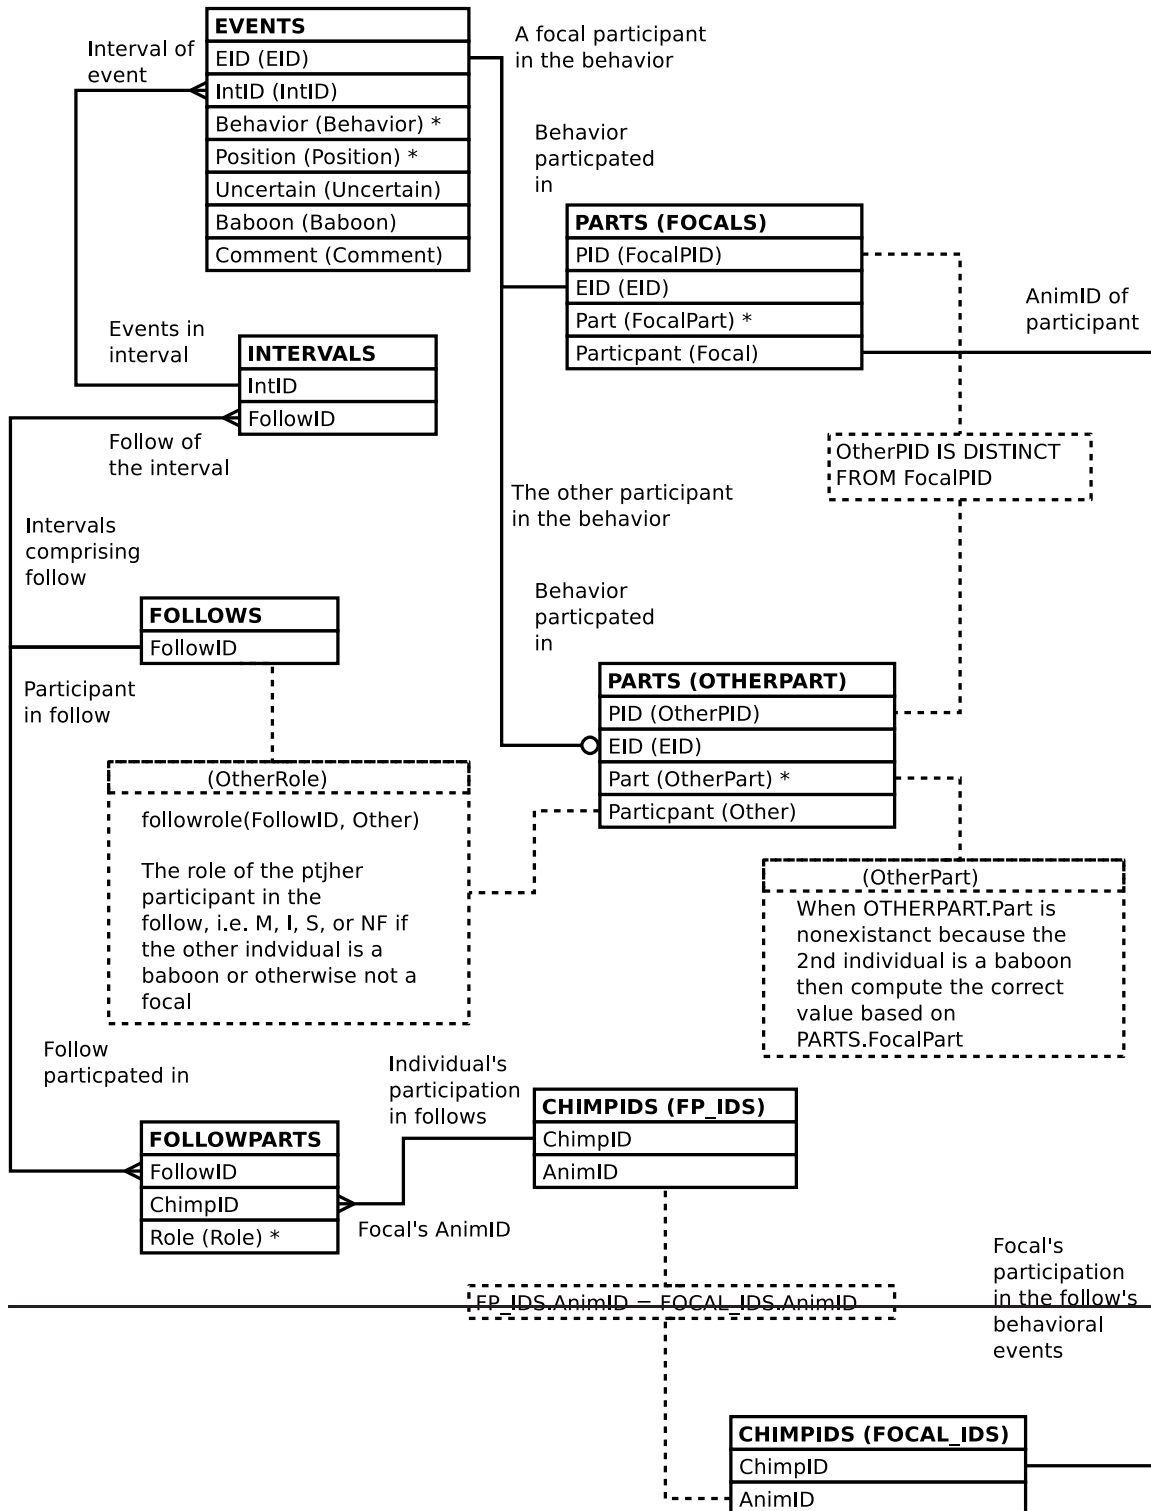 EVENTS
EID (EID)
IntID (IntID)
Behavior (Behavior) *
Position (Position) *
Uncertain (Uncertain)
Baboon (Baboon)
Comment (Comment)
Interval of
event
A focal participant
in the behavior
Behavior
particpated
in
PARTS (FOCALS)
PID (FocalPID)
EID (EID)
Part (FocalPart) *
Particpant (Focal)
AnimID of
participant
Events in
interval
INTERVALS
IntID
FollowID
Follow of
the interval
OtherPID IS DISTINCT
FROM FocalPID
The other participant
in the behavior
Intervals
comprising
follow
Behavior
particpated
in
FOLLOWS
FollowID
Participant
in follow
PARTS (OTHERPART)
PID (OtherPID)
EID (EID)
Part (OtherPart) *
Particpant (Other)
(OtherRole)
followrole(FollowID, Other)
The role of the ptjher
participant in the
follow, i.e. M, I, S, or NF if
the other indvidual is a
baboon or otherwise not a
focal
(OtherPart)
When OTHERPART.Part is
nonexistanct because the
2nd individual is a baboon
then compute the correct
value based on
PARTS.FocalPart
Follow
particpated in
Individual's
participation
in follows
CHIMPIDS (FP_IDS)
ChimpID
AnimID
FOLLOWPARTS
FollowID
ChimpID
Role (Role) *
Focal's AnimID
Focal's
participation
in the follow's
behavioral
events
FP_IDS.AnimID = FOCAL_IDS.AnimID
CHIMPIDS (FOCAL_IDS)
ChimpID
AnimID